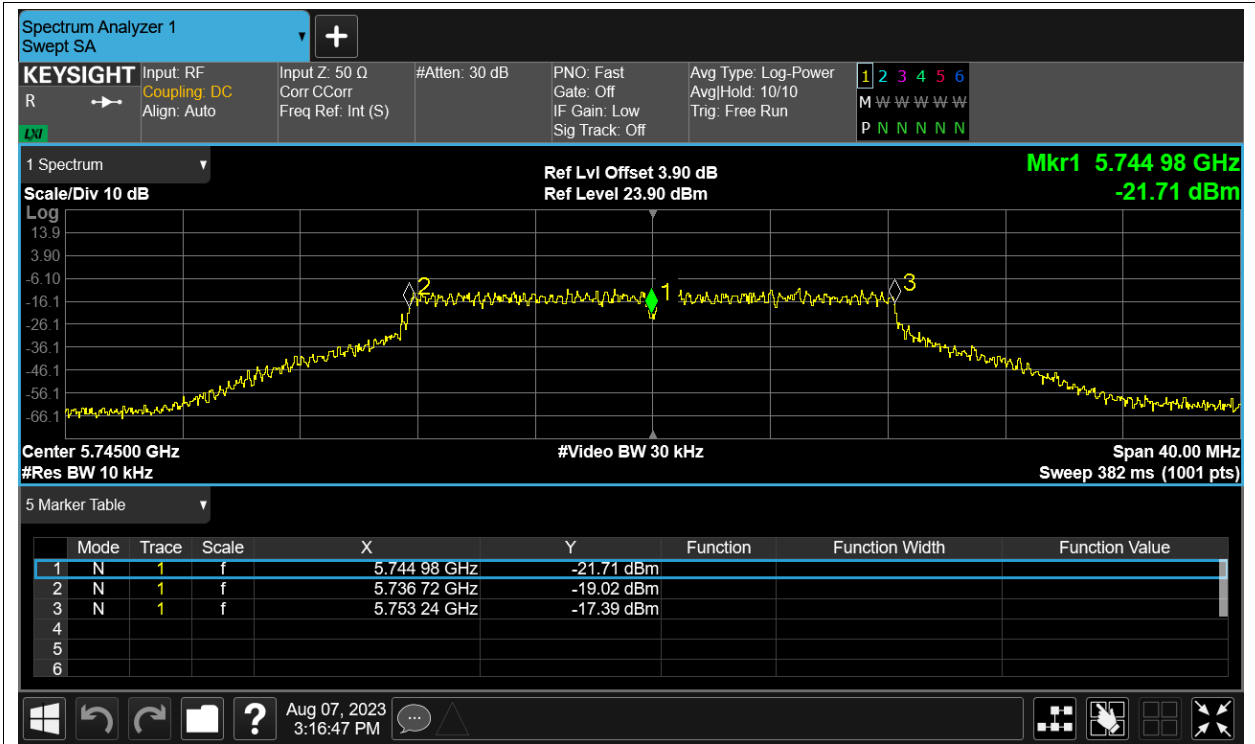 Spectrum Analyzer 1
Swept SA
KEYSIGHT
R
LXI
Input: RF
Coupling: DC
Align: Auto
Input Z: 50 Ω
Corr CCorr
Freq Ref: Int (S)
#Atten: 30 dB
PNO: Fast
Gate: Off
IF Gain: Low
Sig Track: Off
Avg Type: Log-Power
Avg|Hold: 10/10
Trig: Free Run
1 2 3 4 5 6
M W W W W W W
P N N N N N N
1 Spectrum
Scale/Div 10 dB
Ref Lvl Offset 3.90 dB
Ref Level 23.90 dBm
Mkr1 5.744 98 GHz
-21.71 dBm
Log
13.9
3.90
-6.10
-16.1
-26.1
-36.1
-46.1
-56.1
-66.1
2
1
3
Center 5.74500 GHz
#Res BW 10 kHz
#Video BW 30 kHz
Span 40.00 MHz
Sweep 382 ms (1001 pts)
5 Marker Table
Mode Trace Scale X Y Function Function Width Function Value
1 N 1 f 5.744 98 GHz -21.71 dBm
2 N 1 f 5.736 72 GHz -19.02 dBm
3 N 1 f 5.753 24 GHz -17.39 dBm
4
5
6
?
Aug 07, 2023
3:16:47 PM